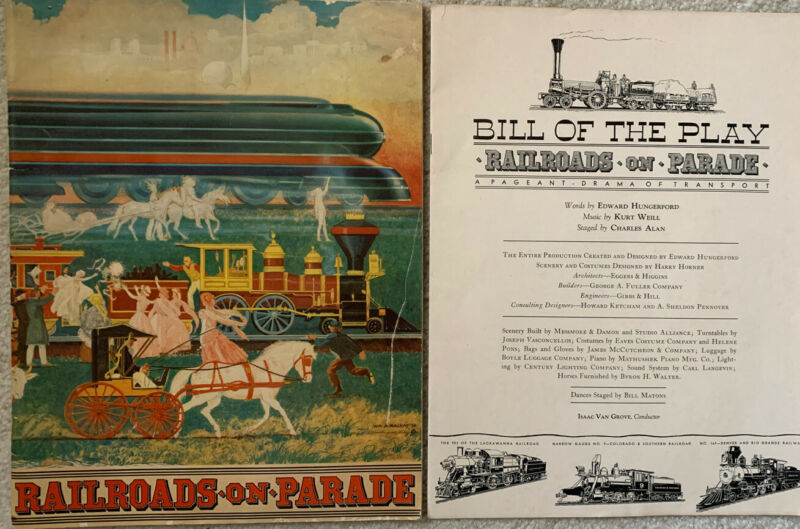 WM. A. MACKAY 39
RAILROADS·ON·PARADE
BILL OF THE PLAY
·RAILROADS·ON·PARADE·
A PAGEANT-DRAMA OF TRANSPORT
Words by EDWARD HUNGERFORD
Music by KURT WEILL
Staged by CHARLES ALAN
THE ENTIRE PRODUCTION CREATED AND DESIGNED BY EDWARD HUNGERFORD
SCENERY AND COSTUMES DESIGNED BY HARRY HORNER
Architects—EGGERS & HIGGINS
Builders—GEORGE A. FULLER COMPANY
Engineers—GIBBS & HILL
Consulting Designers—HOWARD KETCHAM AND A. SHELDON PENNOYER
Scenery Built by MESSMORE & DAMON AND STUDIO ALLIANCE; Turntables by
JOSEPH VASCONCELLOS; Costumes by EAVES COSTUME COMPANY AND HELENE
PONS; Bags and Gloves by JAMES MCCUTCHEON & COMPANY; Luggage by
BOYLE LUGGAGE COMPANY; Piano by MATHUSHEK PIANO MFG. CO.; Light-
ing by CENTURY LIGHTING COMPANY; Sound System by CARL LANGEVIN;
Horses Furnished by BYRON H. WALTER.
Dances Staged by BILL MATONS
ISAAC VAN GROVE, Conductor
THE 952 OF THE LACKAWANNA RAILROAD
NARROW GAUGE NO. 9—COLORADO & SOUTHERN RAILROAD
NO. 169—DENVER AND RIO GRANDE RAILWA